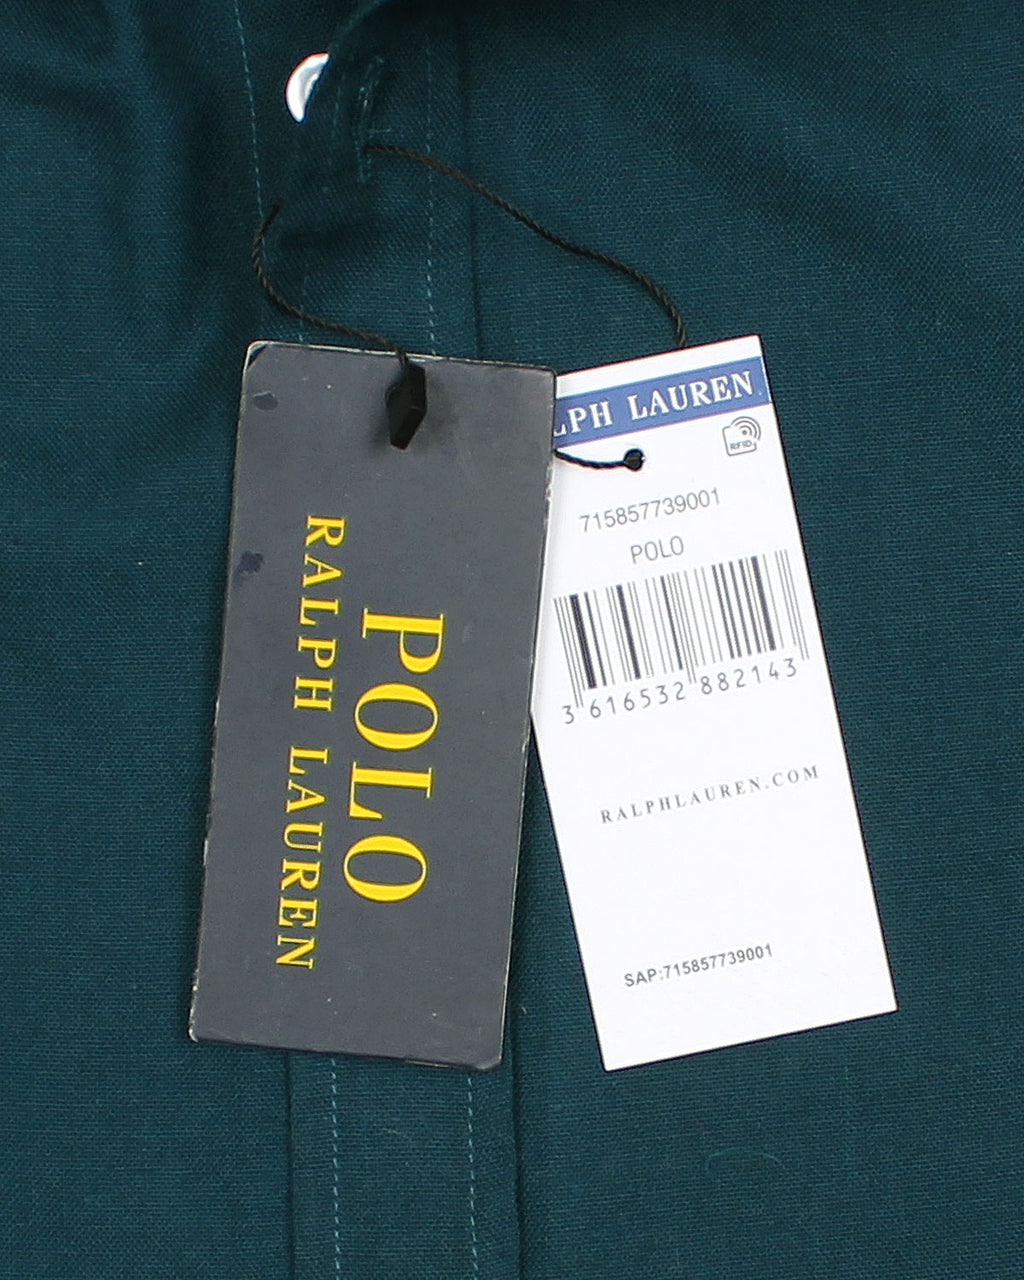 POLO
RALPH LAUREN
LPH LAUREN
RFID
715857739001
POLO
3 616532 882143
RALPHLAUREN.COM
SAP:715857739001